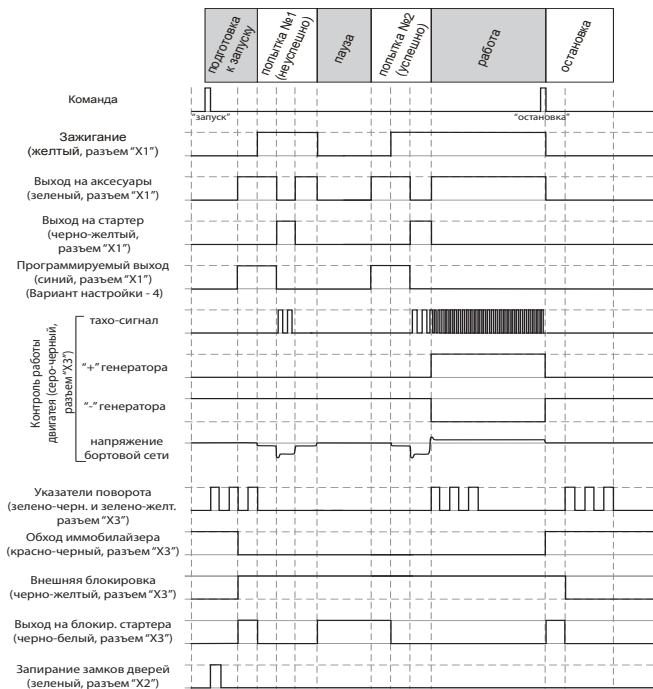 подготовка
к запуску
попытка №1
(неуспешно)
пауза
попытка №2
(успешно)
работа
остановка
Команда
"запуск"
"остановка"
Зажигание
(желтый, разъем "X1")
Выход на аксесуары
(зеленый, разъем "X1")
Выход на стартер
(черно-желтый,
разъем "X1")
Программируемый выход
(синий, разъем "X1")
(Вариант настройки - 4)
Контроль работы
двигатея (серо-черный,
разъем "X3")
тахо-сигнал
"+" генератора
"-" генератора
напряжение
бортовой сети
Указатели поворота
(зелено-черн. и зелено-желт.
разъем "X3")
Обход иммобилайзера
(красно-черный, разъем "X3")
Внешняя блокировка
(черно-желтый, разъем "X3")
Выход на блокир. стартера
(черно-белый, разъем "X3")
Запирание замков дверей
(зеленый, разъем "X2")